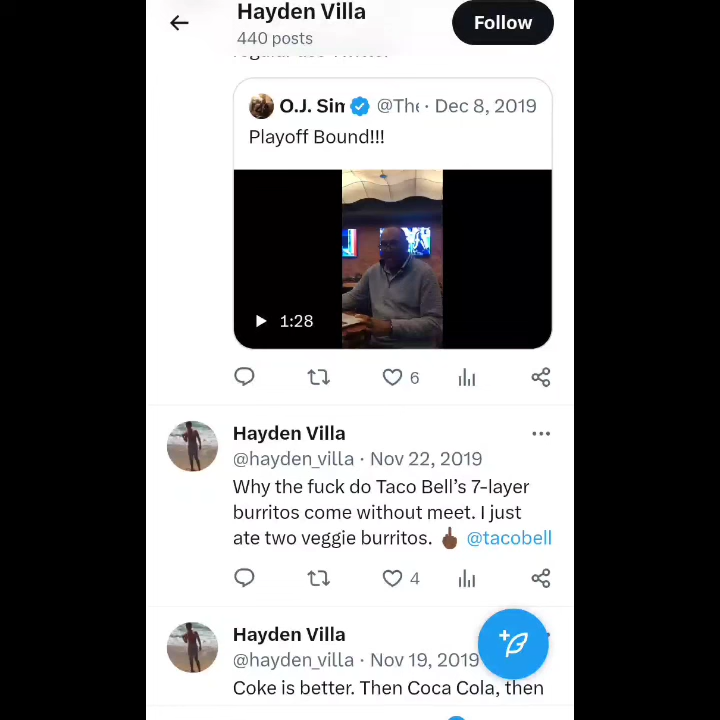 Hayden Villa
Follow
440 posts
O.J. Sim @The · Dec 8, 2019
Playoff Bound!!!
1:28
6
Hayden Villa
@hayden_villa · Nov 22, 2019
Why the fuck do Taco Bell’s 7-layer
burritos come without meet. I just
ate two veggie burritos. 🖕🏿 @tacobell
4
Hayden Villa
@hayden_villa · Nov 19, 2019
Coke is better. Then Coca Cola, then